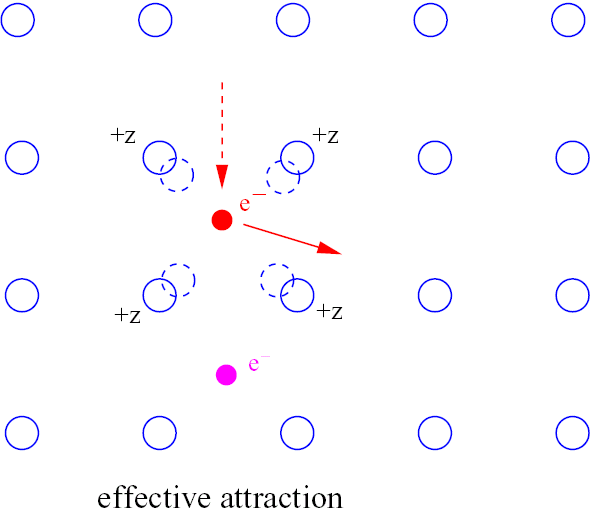 +z
+z
e−
+z
+z
e−
effective attraction